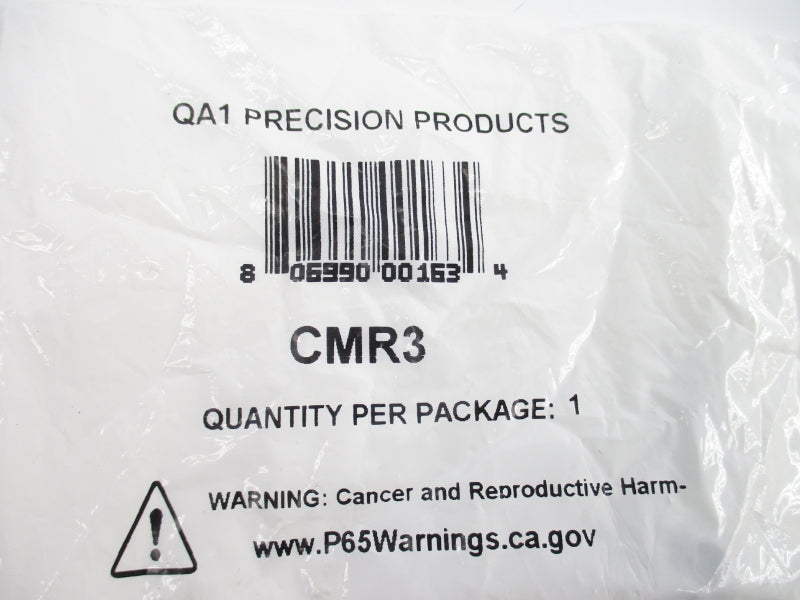 QA1 PRECISION PRODUCTS
8 06990 00163 4
CMR3
QUANTITY PER PACKAGE: 1
WARNING: Cancer and Reproductive Harm-
www.P65Warnings.ca.gov